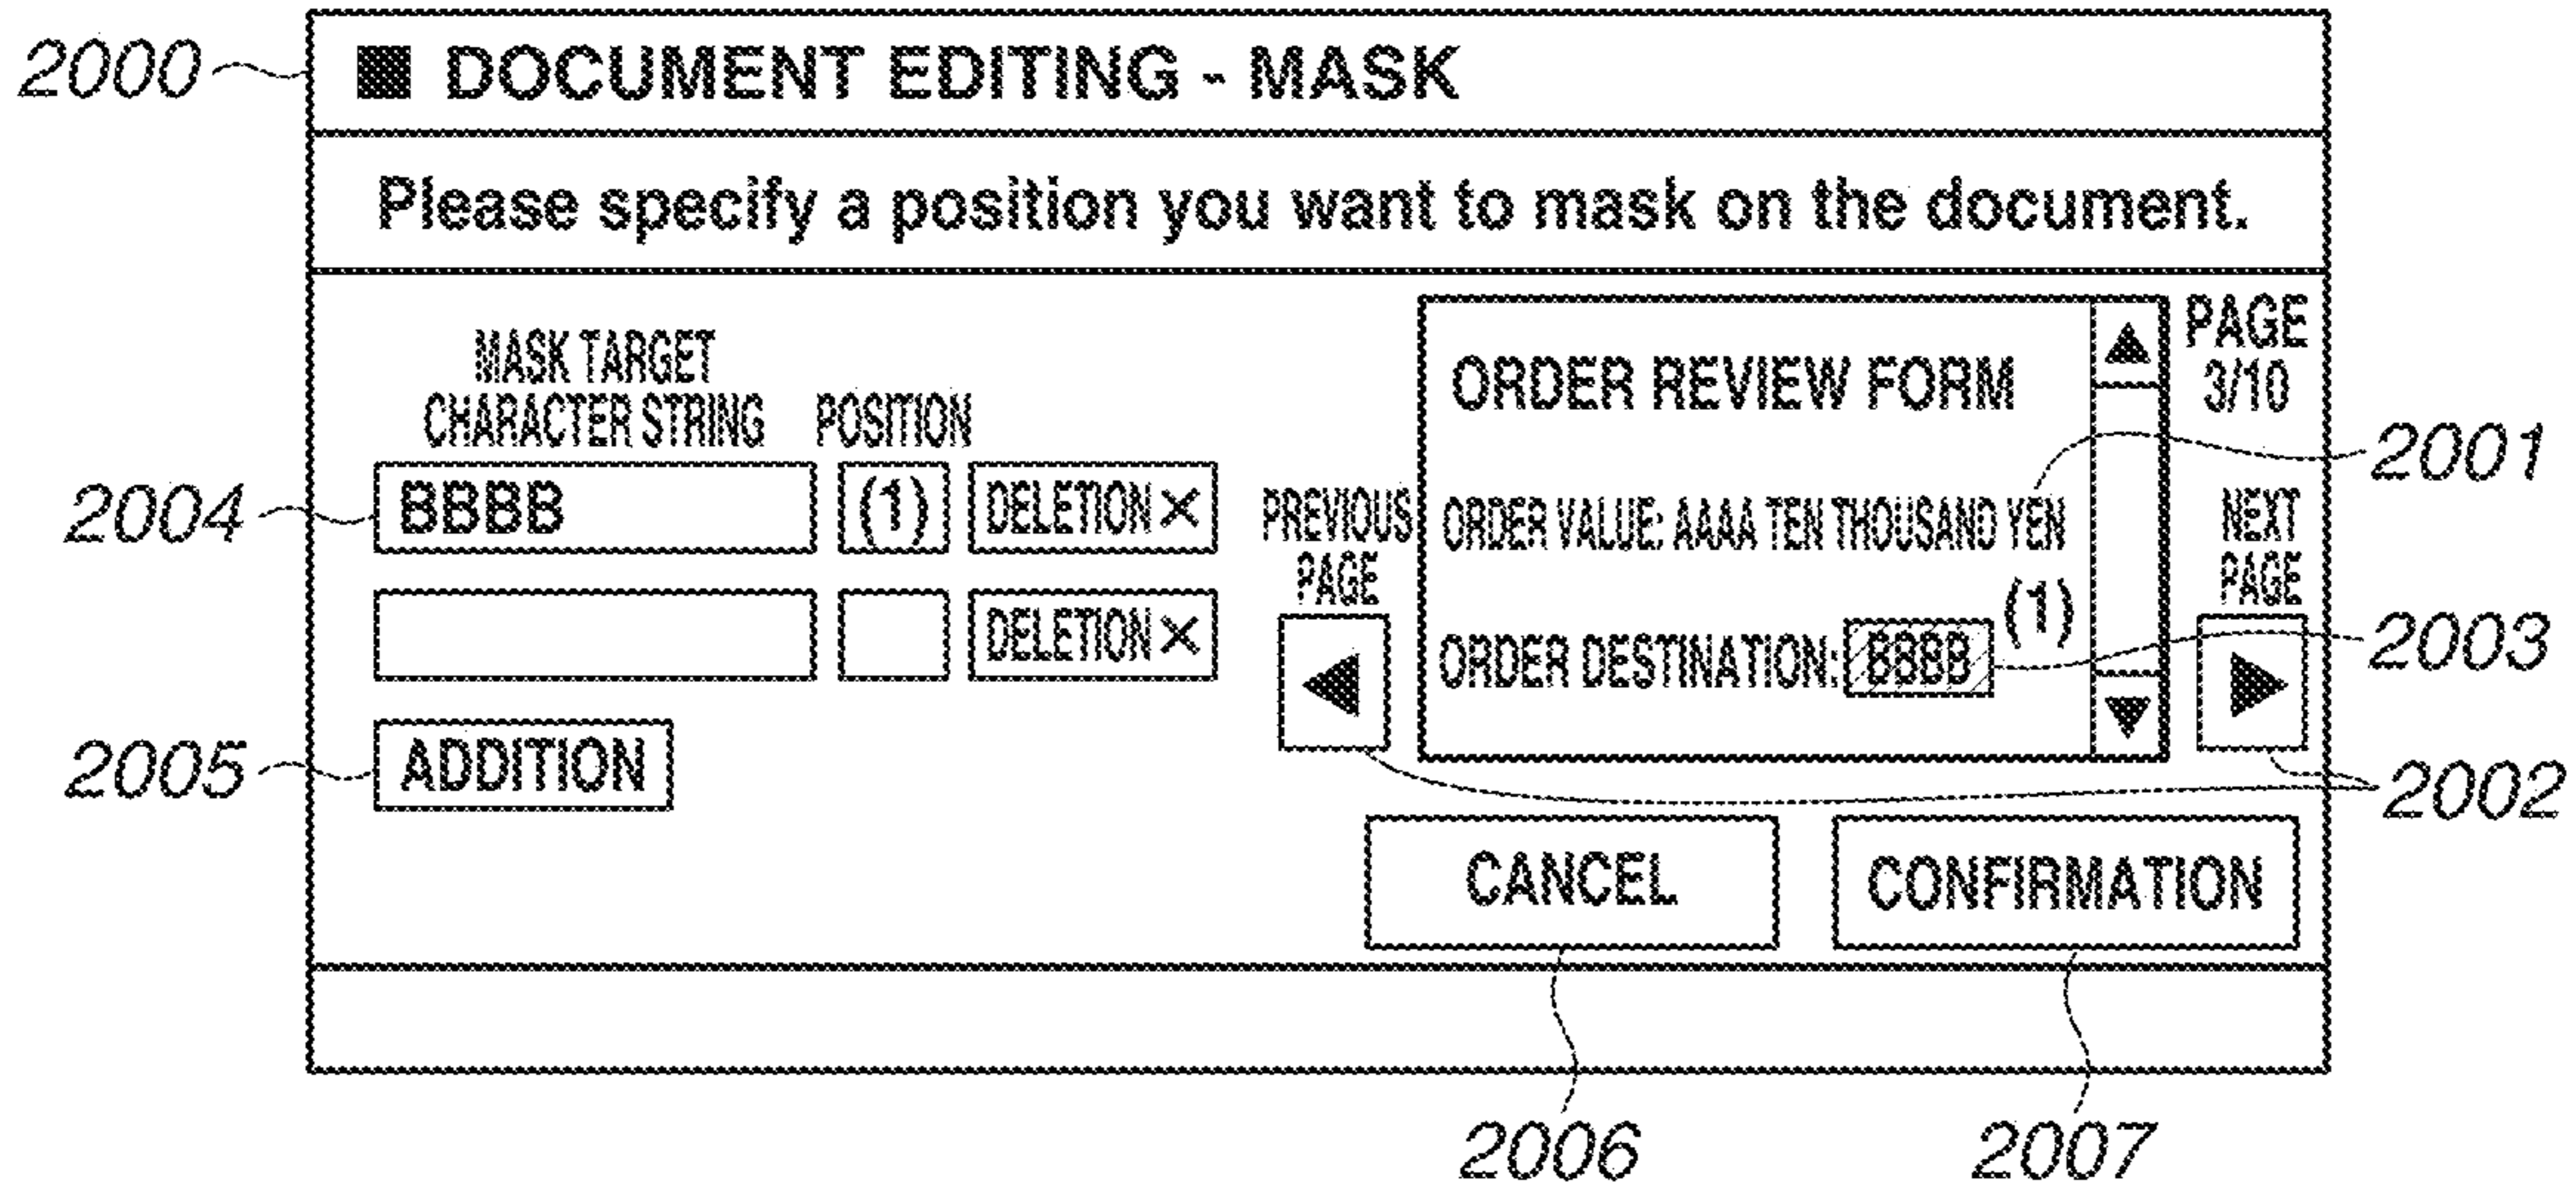 2000
■ DOCUMENT EDITING - MASK
Please specify a position you want to mask on the document.
MASK TARGET
CHARACTER STRING
POSITION
2004
BBBB
(1)
DELETION ×
DELETION ×
2005
ADDITION
PREVIOUS
PAGE
◀
ORDER REVIEW FORM
ORDER VALUE: AAAA TEN THOUSAND YEN
(1)
ORDER DESTINATION: BBBB
▲
▼
PAGE
3/10
2001
NEXT
PAGE
▶
2003
2002
CANCEL
CONFIRMATION
2006
2007